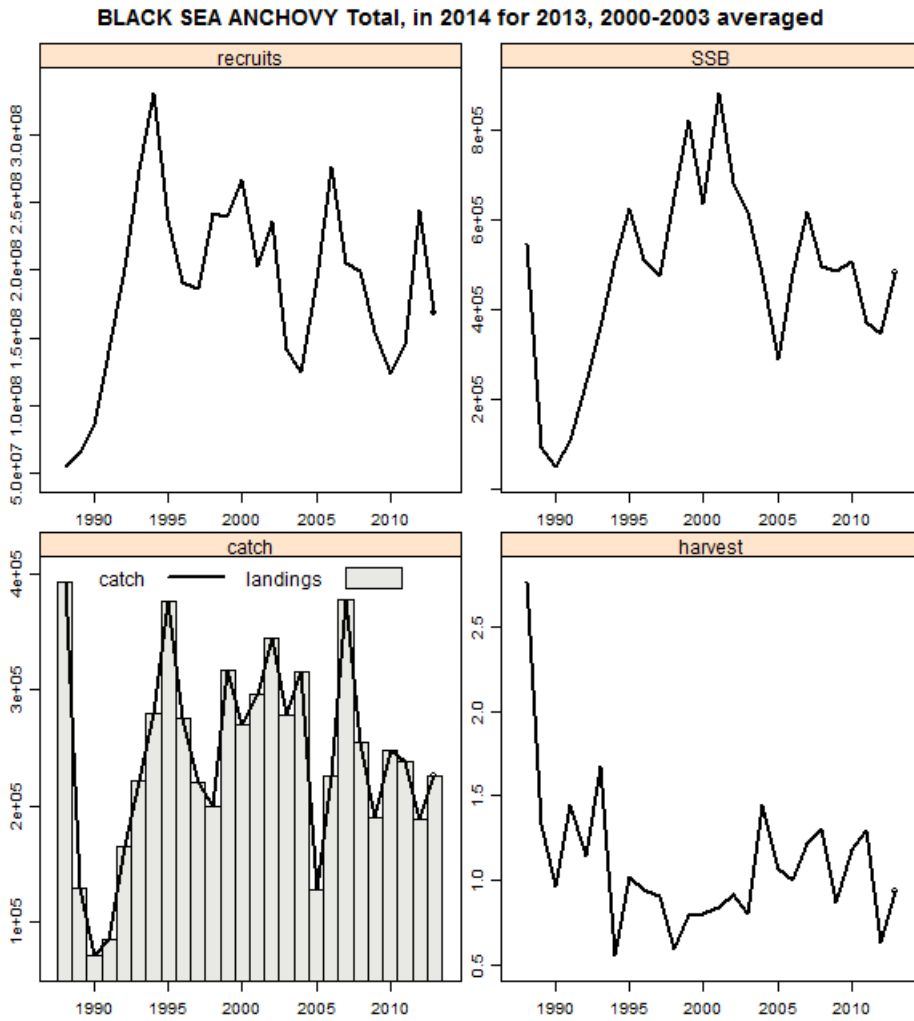 BLACK SEA ANCHOVY Total, in 2014 for 2013, 2000-2003 averaged
recruits
3.0e+08
2.5e+08
2.0e+08
1.5e+08
1.0e+08
5.0e+07
1990 1995 2000 2005 2010
SSB
8e+05
6e+05
4e+05
2e+05
1990 1995 2000 2005 2010
catch
catch landings
4e+05
3e+05
2e+05
1e+05
1990 1995 2000 2005 2010
harvest
2.5
2.0
1.5
1.0
0.5
1990 1995 2000 2005 2010